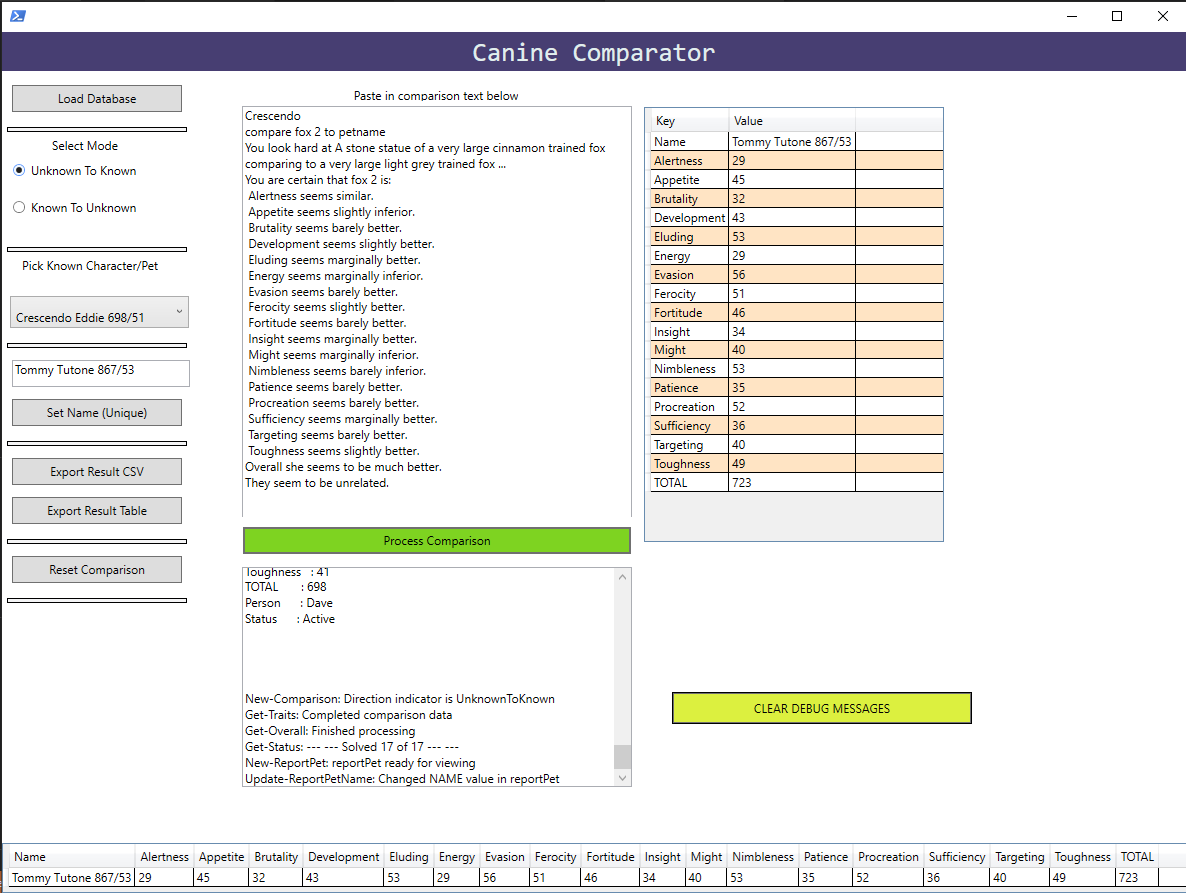 Canine Comparator
Load Database
Select Mode
Unknown To Known
Known To Unknown
Pick Known Character/Pet
Crescendo Eddie 698/51
Tommy Tutone 867/53
Set Name (Unique)
Export Result CSV
Export Result Table
Reset Comparison
Paste in comparison text below
Crescendo
compare fox 2 to petname
You look hard at A stone statue of a very large cinnamon trained fox
comparing to a very large light grey trained fox ...
You are certain that fox 2 is:
Alertness seems similar.
Appetite seems slightly inferior.
Brutality seems barely better.
Development seems slightly better.
Eluding seems marginally better.
Energy seems marginally inferior.
Evasion seems barely better.
Ferocity seems slightly better.
Fortitude seems barely better.
Insight seems marginally better.
Might seems marginally inferior.
Nimbleness seems barely inferior.
Patience seems barely better.
Procreation seems barely better.
Sufficiency seems marginally better.
Targeting seems barely better.
Toughness seems slightly better.
Overall she seems to be much better.
They seem to be unrelated.
Process Comparison
Toughness : 41
TOTAL : 698
Person : Dave
Status : Active
New-Comparison: Direction indicator is UnknownToKnown
Get-Traits: Completed comparison data
Get-Overall: Finished processing
Get-Status: --- --- Solved 17 of 17 --- ---
New-ReportPet: reportPet ready for viewing
Update-ReportPetName: Changed NAME value in reportPet
Key Value
Name Tommy Tutone 867/53
Alertness 29
Appetite 45
Brutality 32
Development 43
Eluding 53
Energy 29
Evasion 56
Ferocity 51
Fortitude 46
Insight 34
Might 40
Nimbleness 53
Patience 35
Procreation 52
Sufficiency 36
Targeting 40
Toughness 49
TOTAL 723
CLEAR DEBUG MESSAGES
Name Alertness Appetite Brutality Development Eluding Energy Evasion Ferocity Fortitude Insight Might Nimbleness Patience Procreation Sufficiency Targeting Toughness TOTAL
Tommy Tutone 867/53 29 45 32 43 53 29 56 51 46 34 40 53 35 52 36 40 49 723